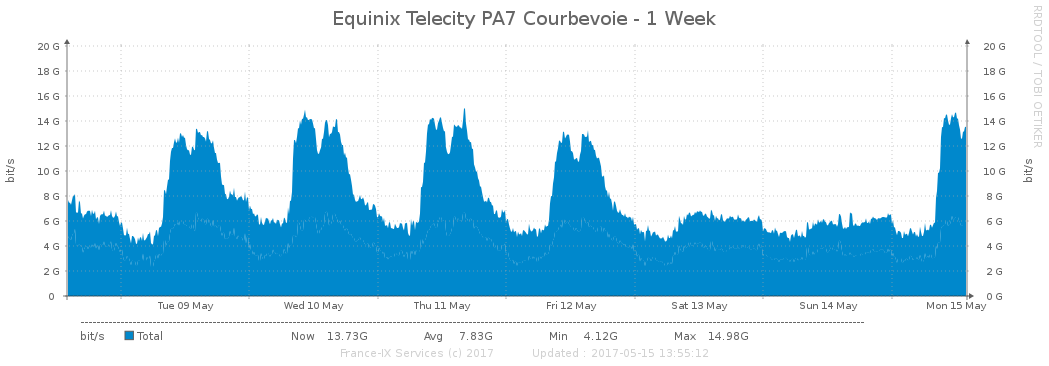 Equinix Telecity PA7 Courbevoie - 1 Week
RRDTOOL / TOBI OETIKER
20 G 20 G
18 G 18 G
16 G 16 G
14 G 14 G
12 G 12 G
10 G 10 G
8 G 8 G
6 G 6 G
4 G 4 G
2 G 2 G
0 0 G
bit/s bit/s
Tue 09 May Wed 10 May Thu 11 May Fri 12 May Sat 13 May Sun 14 May Mon 15 May
bit/s Total Now 13.73G Avg 7.83G Min 4.12G Max 14.98G
France-IX Services (c) 2017 Updated : 2017-05-15 13:55:12